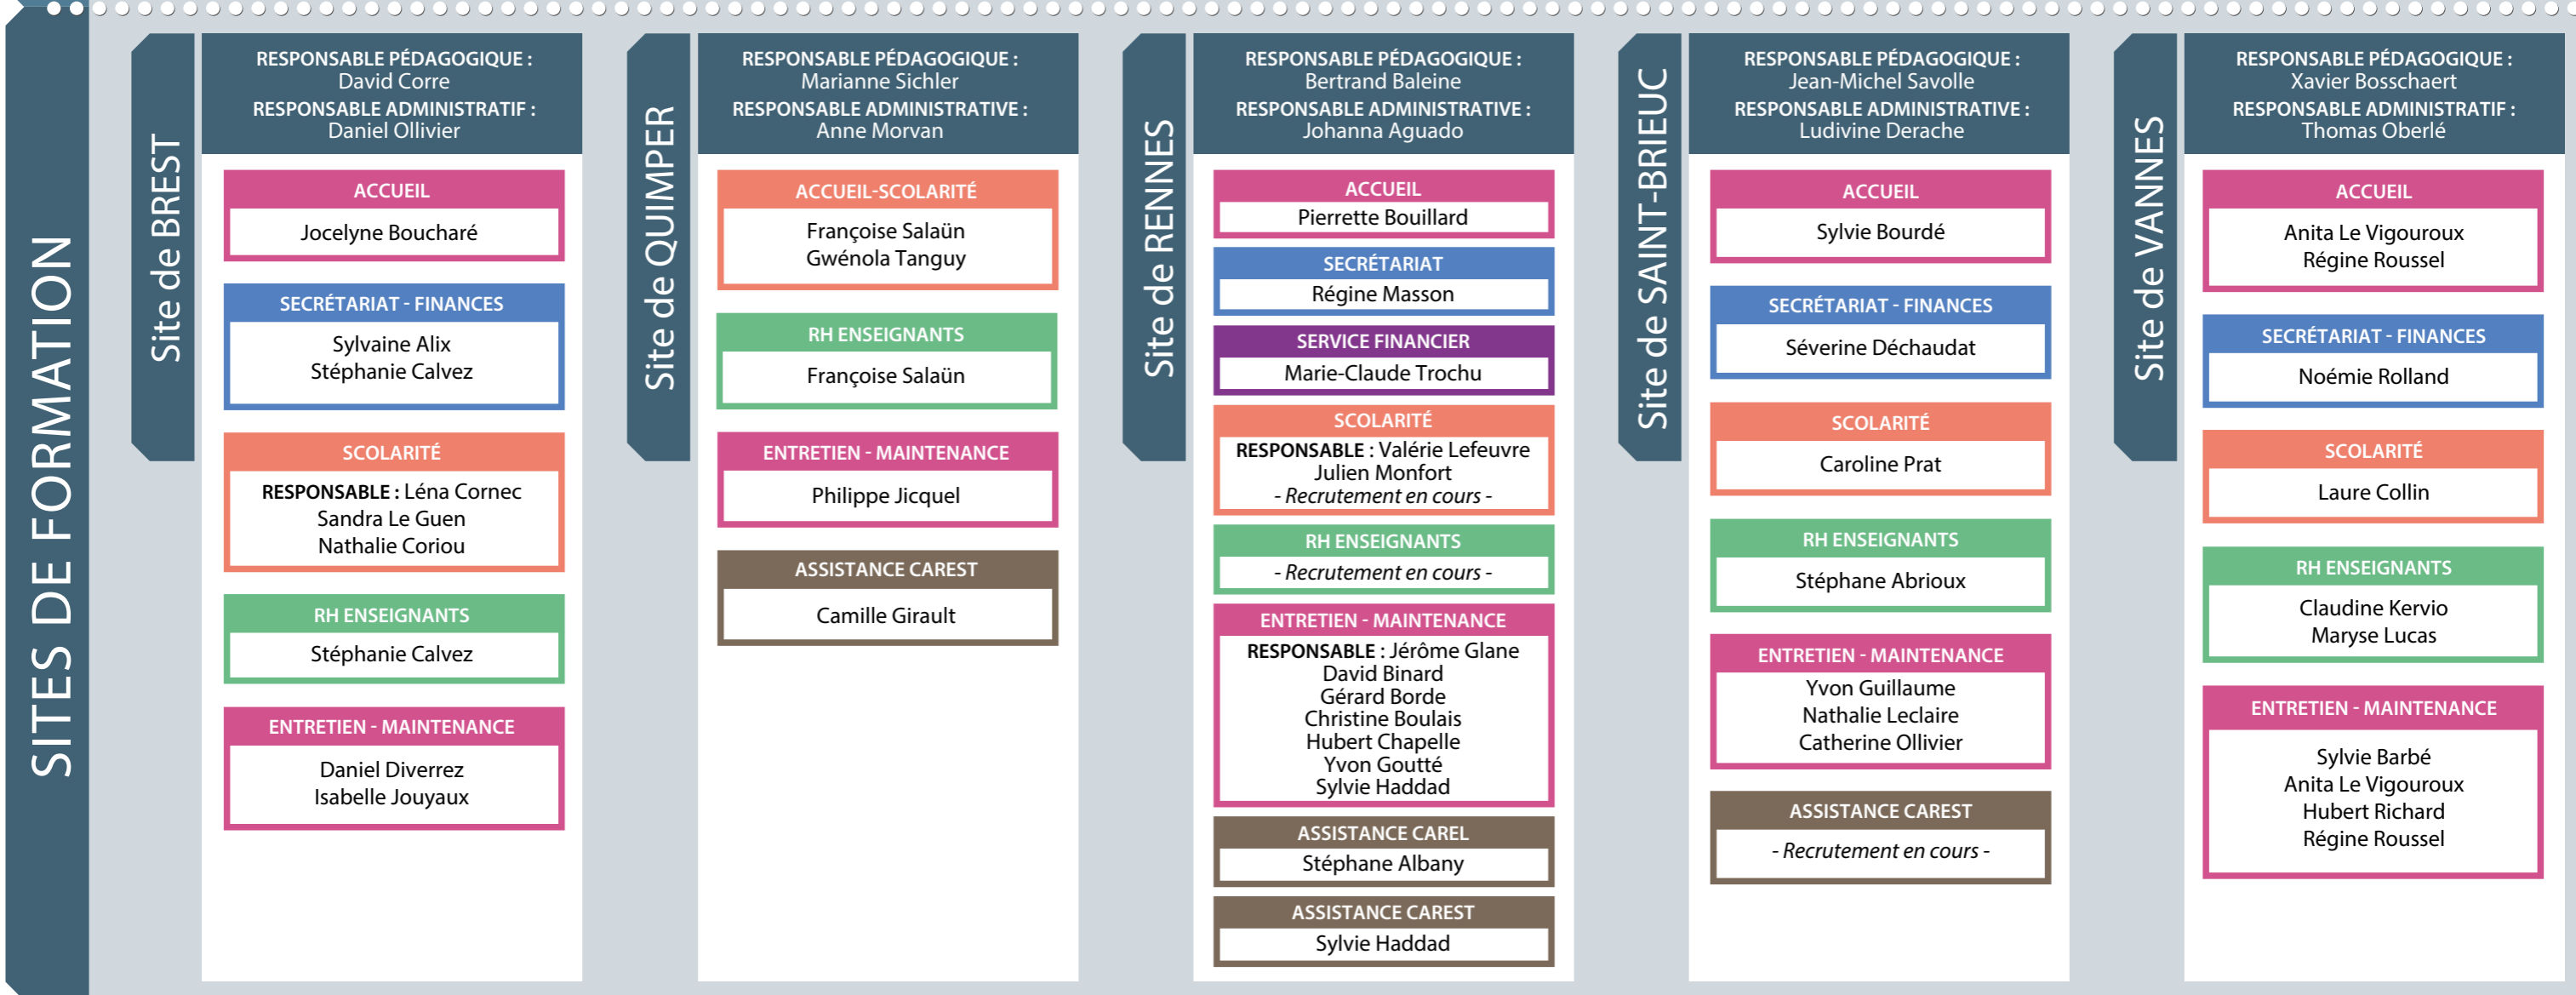 SITES DE FORMATION
Site de BREST
RESPONSABLE PÉDAGOGIQUE :
David Corre
RESPONSABLE ADMINISTRATIF :
Daniel Ollivier
ACCUEIL
Jocelyne Boucharé
SECRÉTARIAT - FINANCES
Sylvaine Alix
Stéphanie Calvez
SCOLARITÉ
RESPONSABLE : Léna Cornec
Sandra Le Guen
Nathalie Coriou
RH ENSEIGNANTS
Stéphanie Calvez
ENTRETIEN - MAINTENANCE
Daniel Diverrez
Isabelle Jouyaux
Site de QUIMPER
RESPONSABLE PÉDAGOGIQUE :
Marianne Sichler
RESPONSABLE ADMINISTRATIVE :
Anne Morvan
ACCUEIL-SCOLARITÉ
Françoise Salaün
Gwénola Tanguy
RH ENSEIGNANTS
Françoise Salaün
ENTRETIEN - MAINTENANCE
Philippe Jicquel
ASSISTANCE CAREST
Camille Girault
Site de RENNES
RESPONSABLE PÉDAGOGIQUE :
Bertrand Baleine
RESPONSABLE ADMINISTRATIVE :
Johanna Aguado
ACCUEIL
Pierrette Bouillard
SECRÉTARIAT
Régine Masson
SERVICE FINANCIER
Marie-Claude Trochu
SCOLARITÉ
RESPONSABLE : Valérie Lefeuvre
Julien Monfort
- Recrutement en cours -
RH ENSEIGNANTS
- Recrutement en cours -
ENTRETIEN - MAINTENANCE
RESPONSABLE : Jérôme Glane
David Binard
Gérard Borde
Christine Boulais
Hubert Chapelle
Yvon Goutté
Sylvie Haddad
ASSISTANCE CAREL
Stéphane Albany
ASSISTANCE CAREST
Sylvie Haddad
Site de SAINT-BRIEUC
RESPONSABLE PÉDAGOGIQUE :
Jean-Michel Savolle
RESPONSABLE ADMINISTRATIVE :
Ludivine Derache
ACCUEIL
Sylvie Bourdé
SECRÉTARIAT - FINANCES
Séverine Déchaudat
SCOLARITÉ
Caroline Prat
RH ENSEIGNANTS
Stéphane Abrioux
ENTRETIEN - MAINTENANCE
Yvon Guillaume
Nathalie Leclaire
Catherine Ollivier
ASSISTANCE CAREST
- Recrutement en cours -
Site de VANNES
RESPONSABLE PÉDAGOGIQUE :
Xavier Bosschaert
RESPONSABLE ADMINISTRATIF :
Thomas Oberlé
ACCUEIL
Anita Le Vigouroux
Régine Roussel
SECRÉTARIAT - FINANCES
Noémie Rolland
SCOLARITÉ
Laure Collin
RH ENSEIGNANTS
Claudine Kervio
Maryse Lucas
ENTRETIEN - MAINTENANCE
Sylvie Barbé
Anita Le Vigouroux
Hubert Richard
Régine Roussel